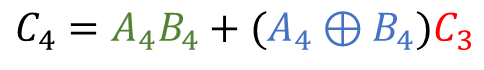 C₄ = A₄B₄ + (A₄ ⊕ B₄)C₃